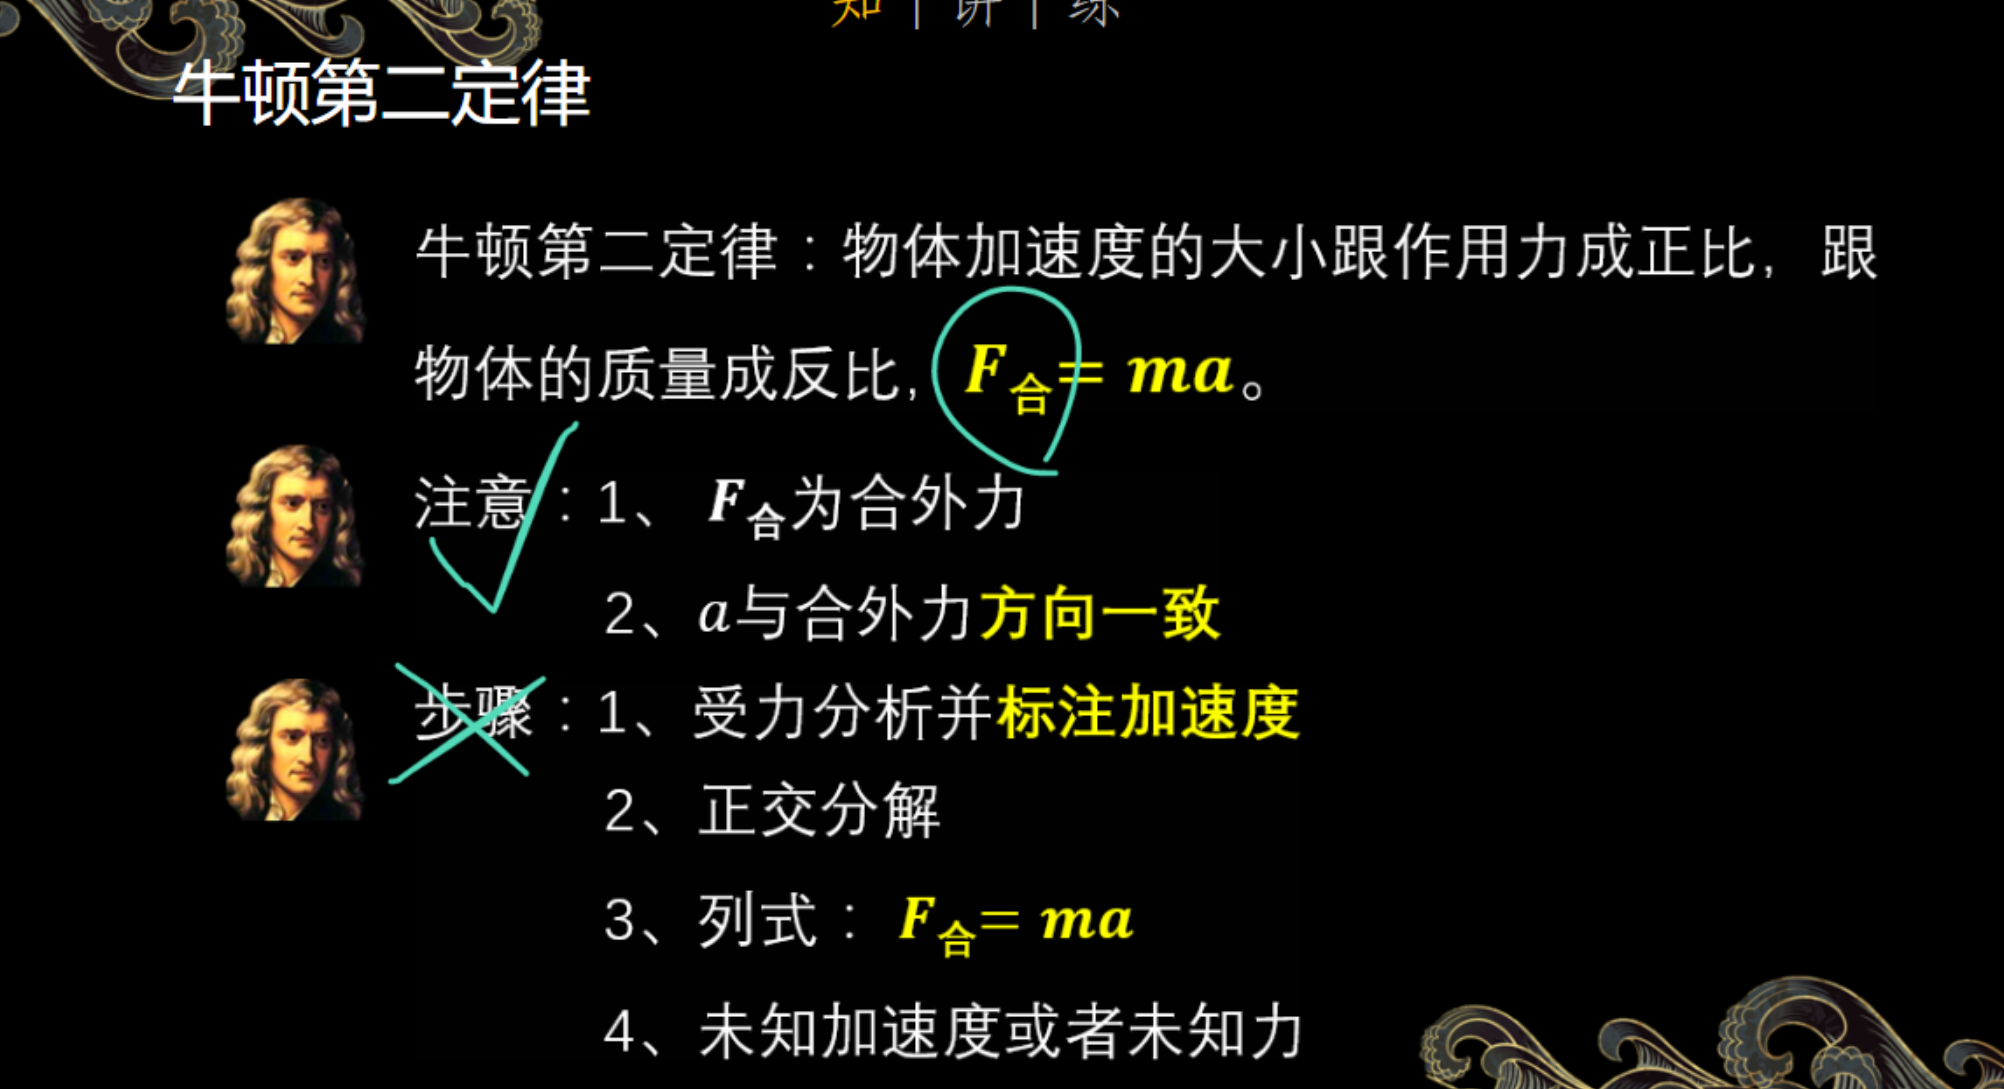 知 | 讲 | 练
牛顿第二定律
牛顿第二定律：物体加速度的大小跟作用力成正比，跟
物体的质量成反比，F合= ma。
注意：1、 F合为合外力
2、a与合外力方向一致
步骤：1、受力分析并标注加速度
2、正交分解
3、列式： F合= ma
4、未知加速度或者未知力